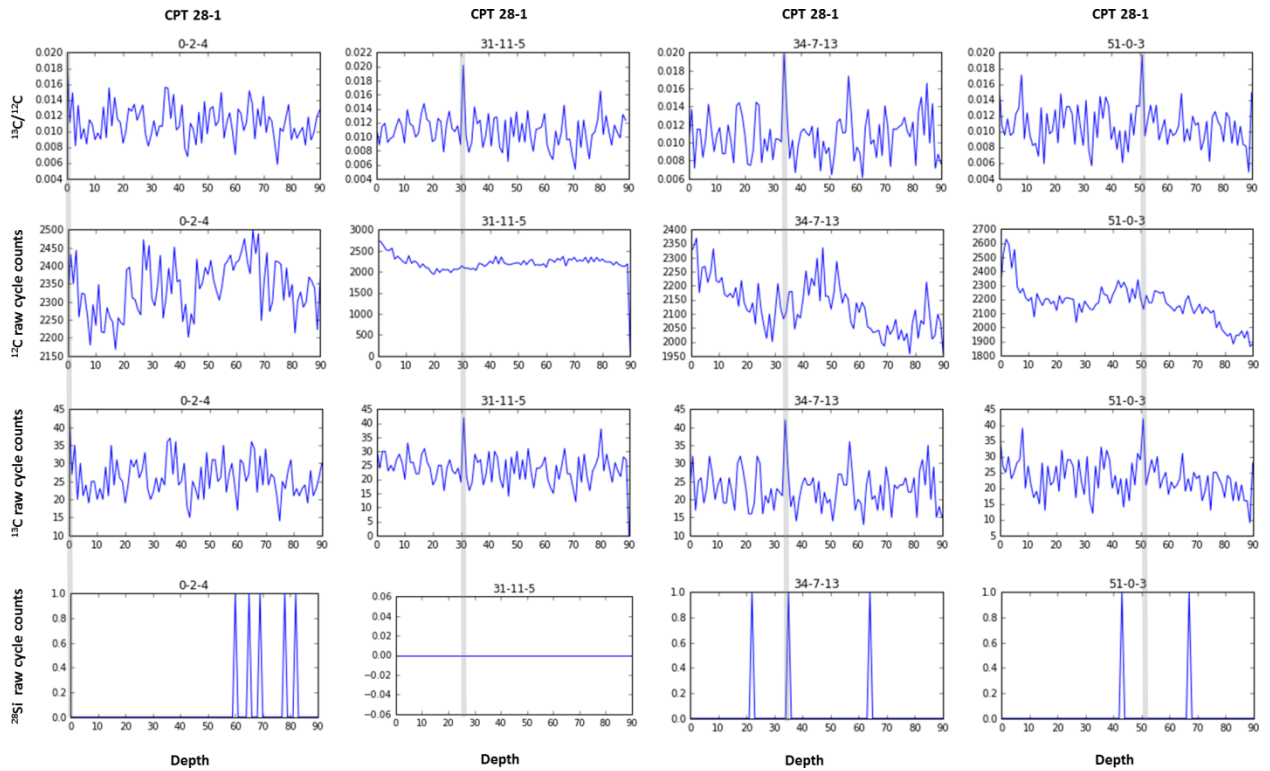 CPT 28-1 CPT 28-1 CPT 28-1 CPT 28-1
0-2-4 31-11-5 34-7-13 51-0-3
¹³C/¹²C
0.020 0.022 0.020 0.020
0.018 0.020 0.018 0.018
0.016 0.018 0.016 0.016
0.014 0.016 0.014 0.014
0.012 0.014 0.012 0.012
0.010 0.012 0.010 0.010
0.008 0.010 0.008 0.008
0.006 0.008 0.006 0.006
0.004 0.006 0.004 0.004
0.004
0 10 20 30 40 50 60 70 80 90 0 10 20 30 40 50 60 70 80 90 0 10 20 30 40 50 60 70 80 90 0 10 20 30 40 50 60 70 80 90
0-2-4 31-11-5 34-7-13 51-0-3
¹²C raw cycle counts
2500 3000 2400 2700
2450 2500 2350 2600
2400 2000 2300 2500
2350 1500 2250 2400
2300 1000 2200 2300
2250 500 2150 2200
2200 0 2100 2100
2150 2050 2000
2000 1900
1950 1800
0 10 20 30 40 50 60 70 80 90 0 10 20 30 40 50 60 70 80 90 0 10 20 30 40 50 60 70 80 90 0 10 20 30 40 50 60 70 80 90
0-2-4 31-11-5 34-7-13 51-0-3
¹³C raw cycle counts
45 45 45 45
40 40 40 40
35 35 35 35
30 30 30 30
25 25 25 25
20 20 20 20
15 15 15 15
10 10 10 10
5 5
0
0 10 20 30 40 50 60 70 80 90 0 10 20 30 40 50 60 70 80 90 0 10 20 30 40 50 60 70 80 90 0 10 20 30 40 50 60 70 80 90
0-2-4 31-11-5 34-7-13 51-0-3
²⁸Si raw cycle counts
1.0 0.06 1.0 1.0
0.8 0.04 0.8 0.8
0.6 0.02 0.6 0.6
0.4 0.00 0.4 0.4
0.2 −0.02 0.2 0.2
0.0 −0.04 0.0 0.0
−0.06
0 10 20 30 40 50 60 70 80 90 0 10 20 30 40 50 60 70 80 90 0 10 20 30 40 50 60 70 80 90 0 10 20 30 40 50 60 70 80 90
Depth Depth Depth Depth